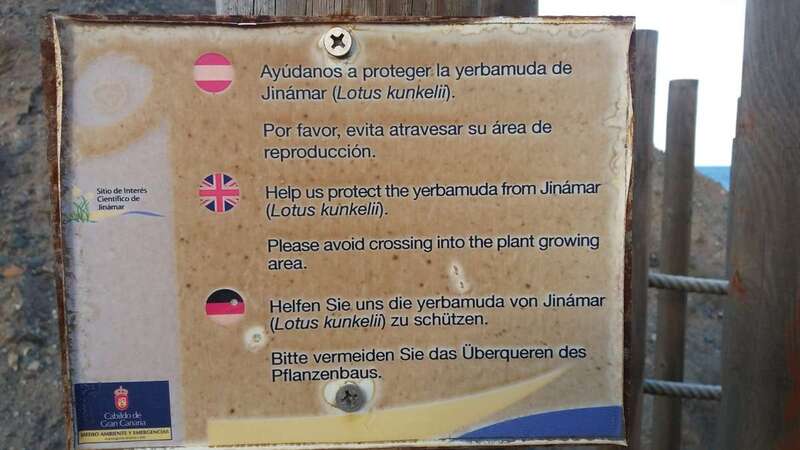 Ayúdanos a proteger la yerbamuda de
Jinámar (Lotus kunkelii).
Por favor, evita atravesar su área de
reproducción.
Sitio de Interés
Científico de
Jinámar
Help us protect the yerbamuda from Jinámar
(Lotus kunkelii).
Please avoid crossing into the plant growing
area.
Helfen Sie uns die yerbamuda von Jinámar
(Lotus kunkelii) zu schützen.
Bitte vermeiden Sie das Überqueren des
Pflanzenbaus.
Cabildo de
Gran Canaria
MEDIO AMBIENTE Y EMERGENCIAS